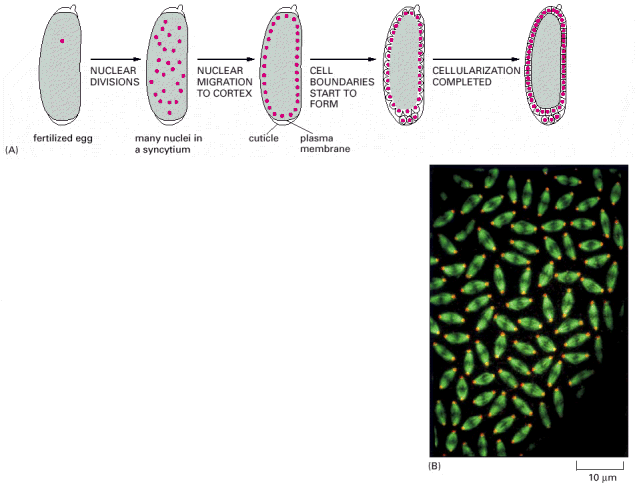 NUCLEAR
DIVISIONS
NUCLEAR
MIGRATION
TO CORTEX
CELL
BOUNDARIES
START TO
FORM
CELLULARIZATION
COMPLETED
fertilized egg
many nuclei in
a syncytium
cuticle
plasma
membrane
(A)
(B)
10 μm